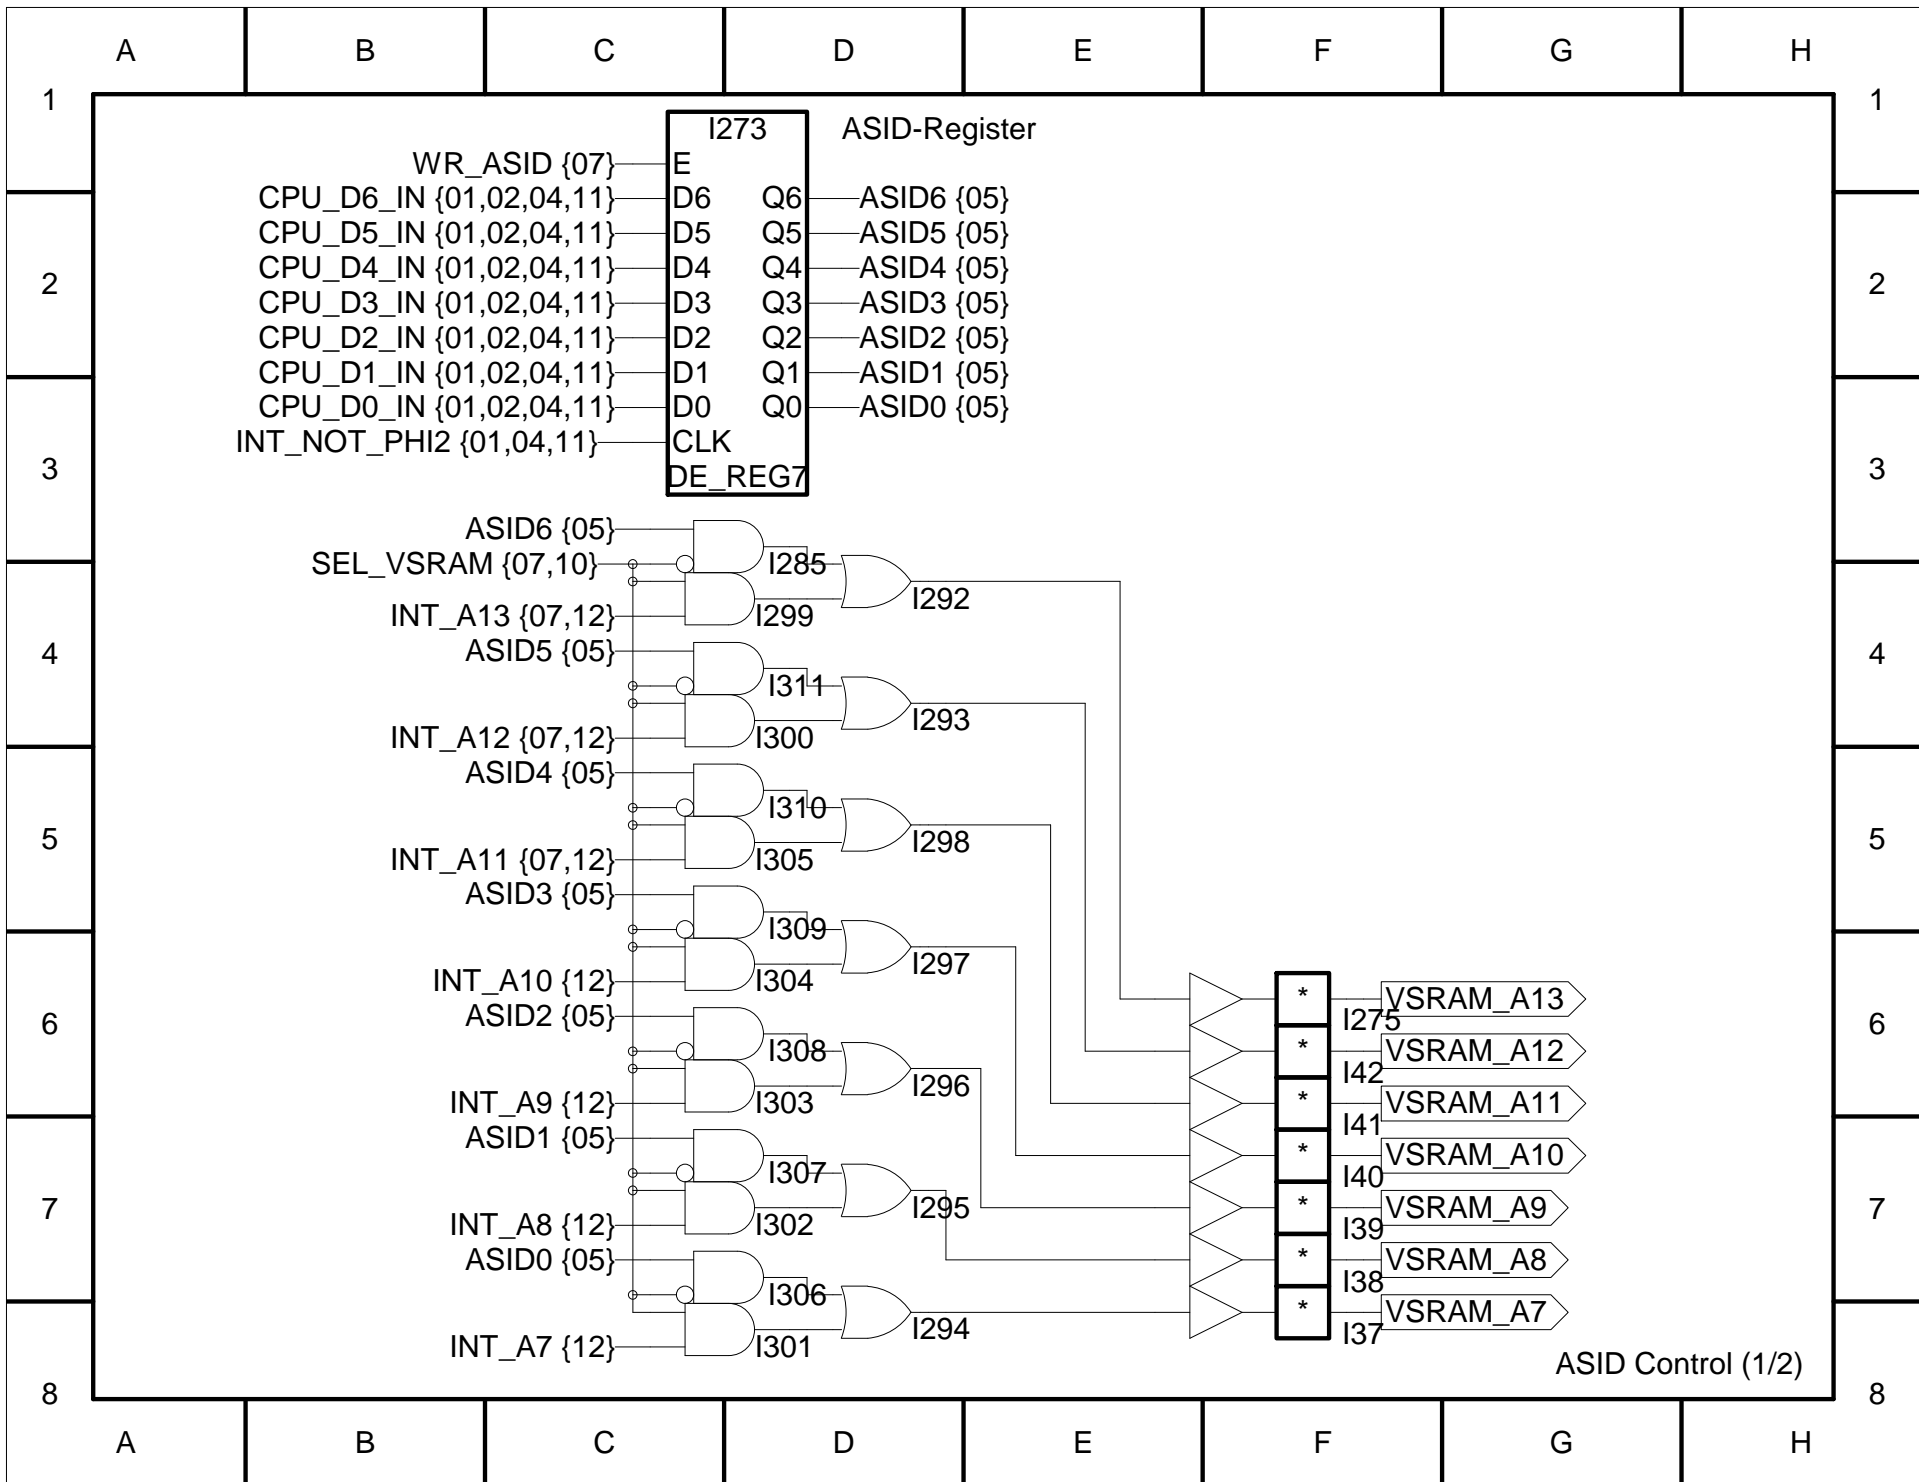 A B C D E F G H
1 1
I273 ASID-Register
WR_ASID {07} E
CPU_D6_IN {01,02,04,11} D6 Q6 ASID6 {05}
CPU_D5_IN {01,02,04,11} D5 Q5 ASID5 {05}
CPU_D4_IN {01,02,04,11} D4 Q4 ASID4 {05}
2 2
CPU_D3_IN {01,02,04,11} D3 Q3 ASID3 {05}
CPU_D2_IN {01,02,04,11} D2 Q2 ASID2 {05}
CPU_D1_IN {01,02,04,11} D1 Q1 ASID1 {05}
CPU_D0_IN {01,02,04,11} D0 Q0 ASID0 {05}
INT_NOT_PHI2 {01,04,11} CLK
3 3
DE_REG7
ASID6 {05}
SEL_VSRAM {07,10} I285
I292
INT_A13 {07,12} I299
ASID5 {05}
4 4
I311
I293
INT_A12 {07,12} I300
ASID4 {05}
I310
5 5
I298
INT_A11 {07,12} I305
ASID3 {05}
I309
I297
INT_A10 {12} I304
* VSRAM_A13
ASID2 {05} I275
6 6
I308 * VSRAM_A12
I42
I296
INT_A9 {12} I303 * VSRAM_A11
I41
ASID1 {05}
* VSRAM_A10
I307 I40
7 7
I295 * VSRAM_A9
INT_A8 {12} I302 I39
ASID0 {05} * VSRAM_A8
I38
I306
* VSRAM_A7
I294 I37
INT_A7 {12} I301
ASID Control (1/2)
8 8
A B C D E F G H